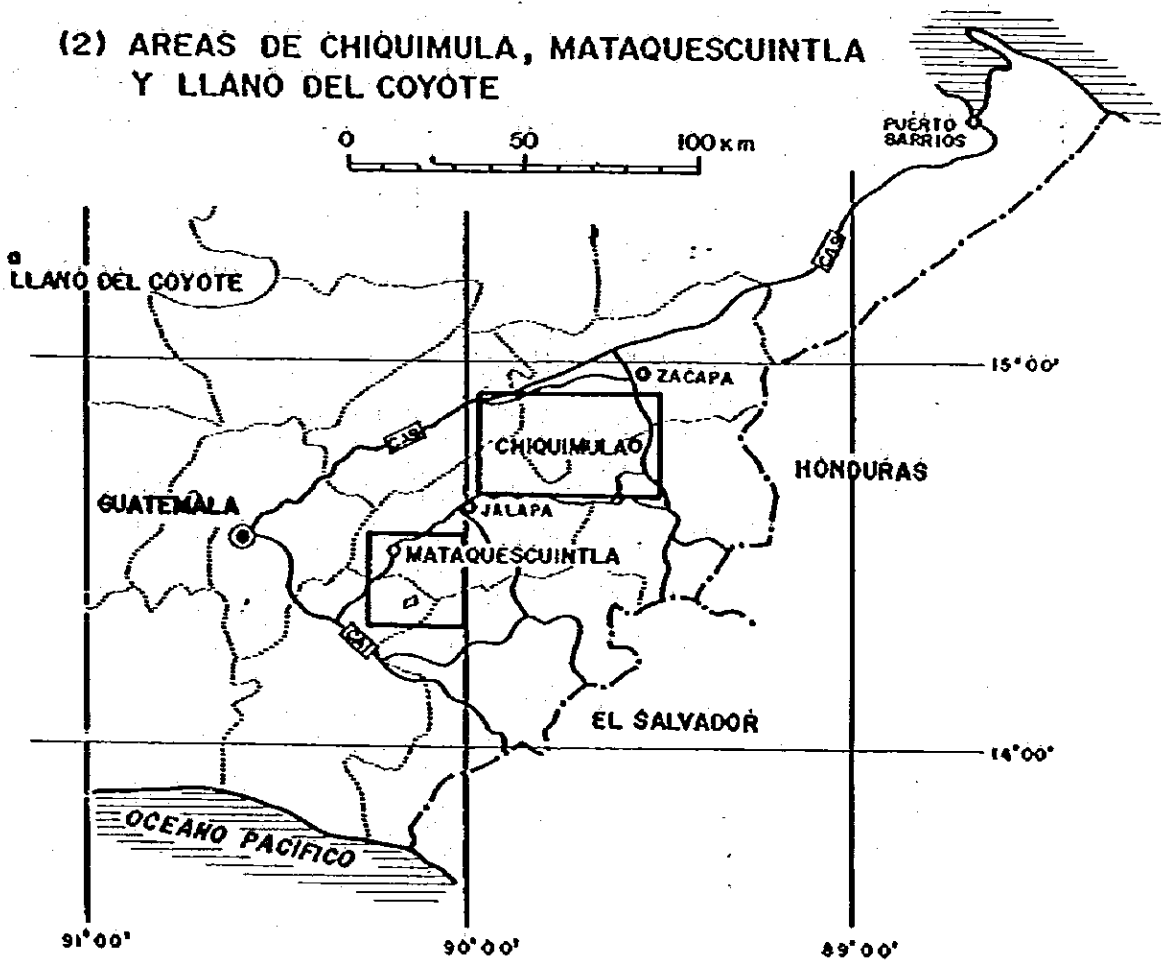 (2) AREAS DE CHIQUIMULA, MATAQUESCUINTLA
Y LLANO DEL COYOTE
0 50 100 km
PUERTO
BARRIOS
CA9
LLANO DEL COYOTE
15°00'
ZACAPA
CA9
CHIQUIMULA
HONDURAS
GUATEMALA
JALAPA
MATAQUESCUINTLA
CA1
EL SALVADOR
14°00'
OCEANO PACIFICO
91°00' 90°00' 89°00'